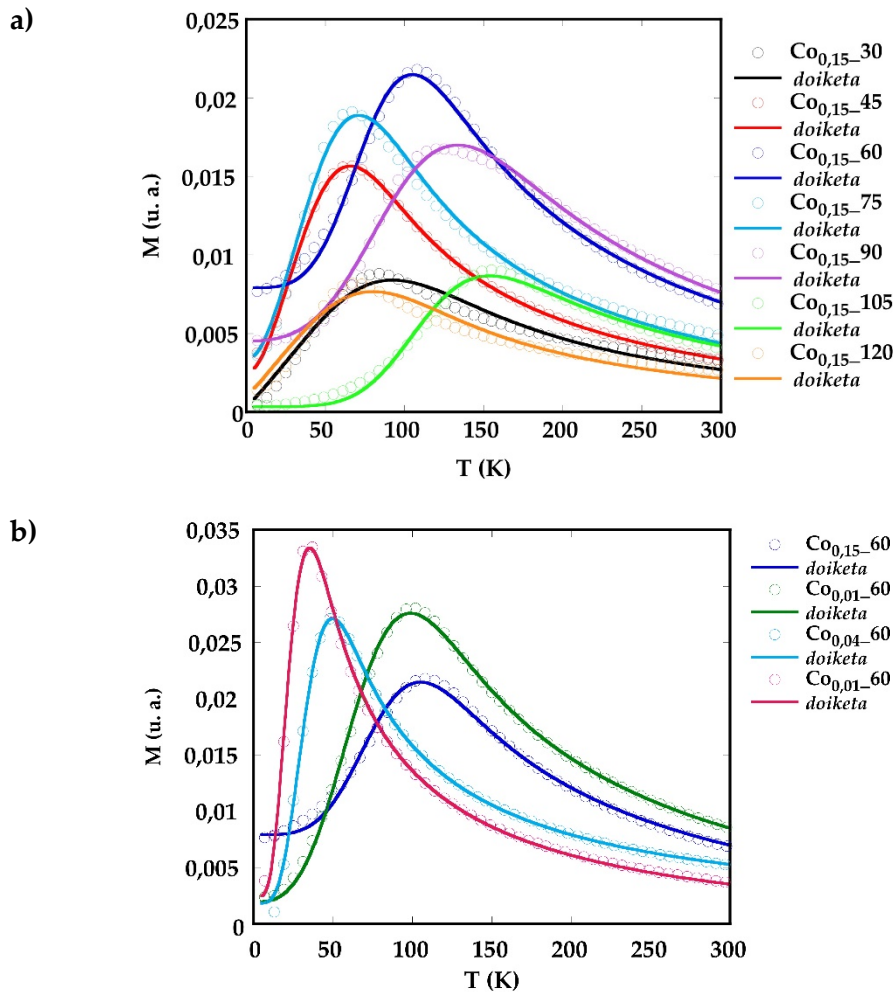 a)
0,025
0,02
0,015
0,01
0,005
0
M (u. a.)
0 50 100 150 200 250 300
T (K)
Co0,15_30
doiketa
Co0,15_45
doiketa
Co0,15_60
doiketa
Co0,15_75
doiketa
Co0,15_90
doiketa
Co0,15_105
doiketa
Co0,15_120
doiketa
b)
0,035
0,03
0,025
0,02
0,015
0,01
0,005
0
M (u. a.)
0 50 100 150 200 250 300
T (K)
Co0,15_60
doiketa
Co0,01_60
doiketa
Co0,04_60
doiketa
Co0,01_60
doiketa